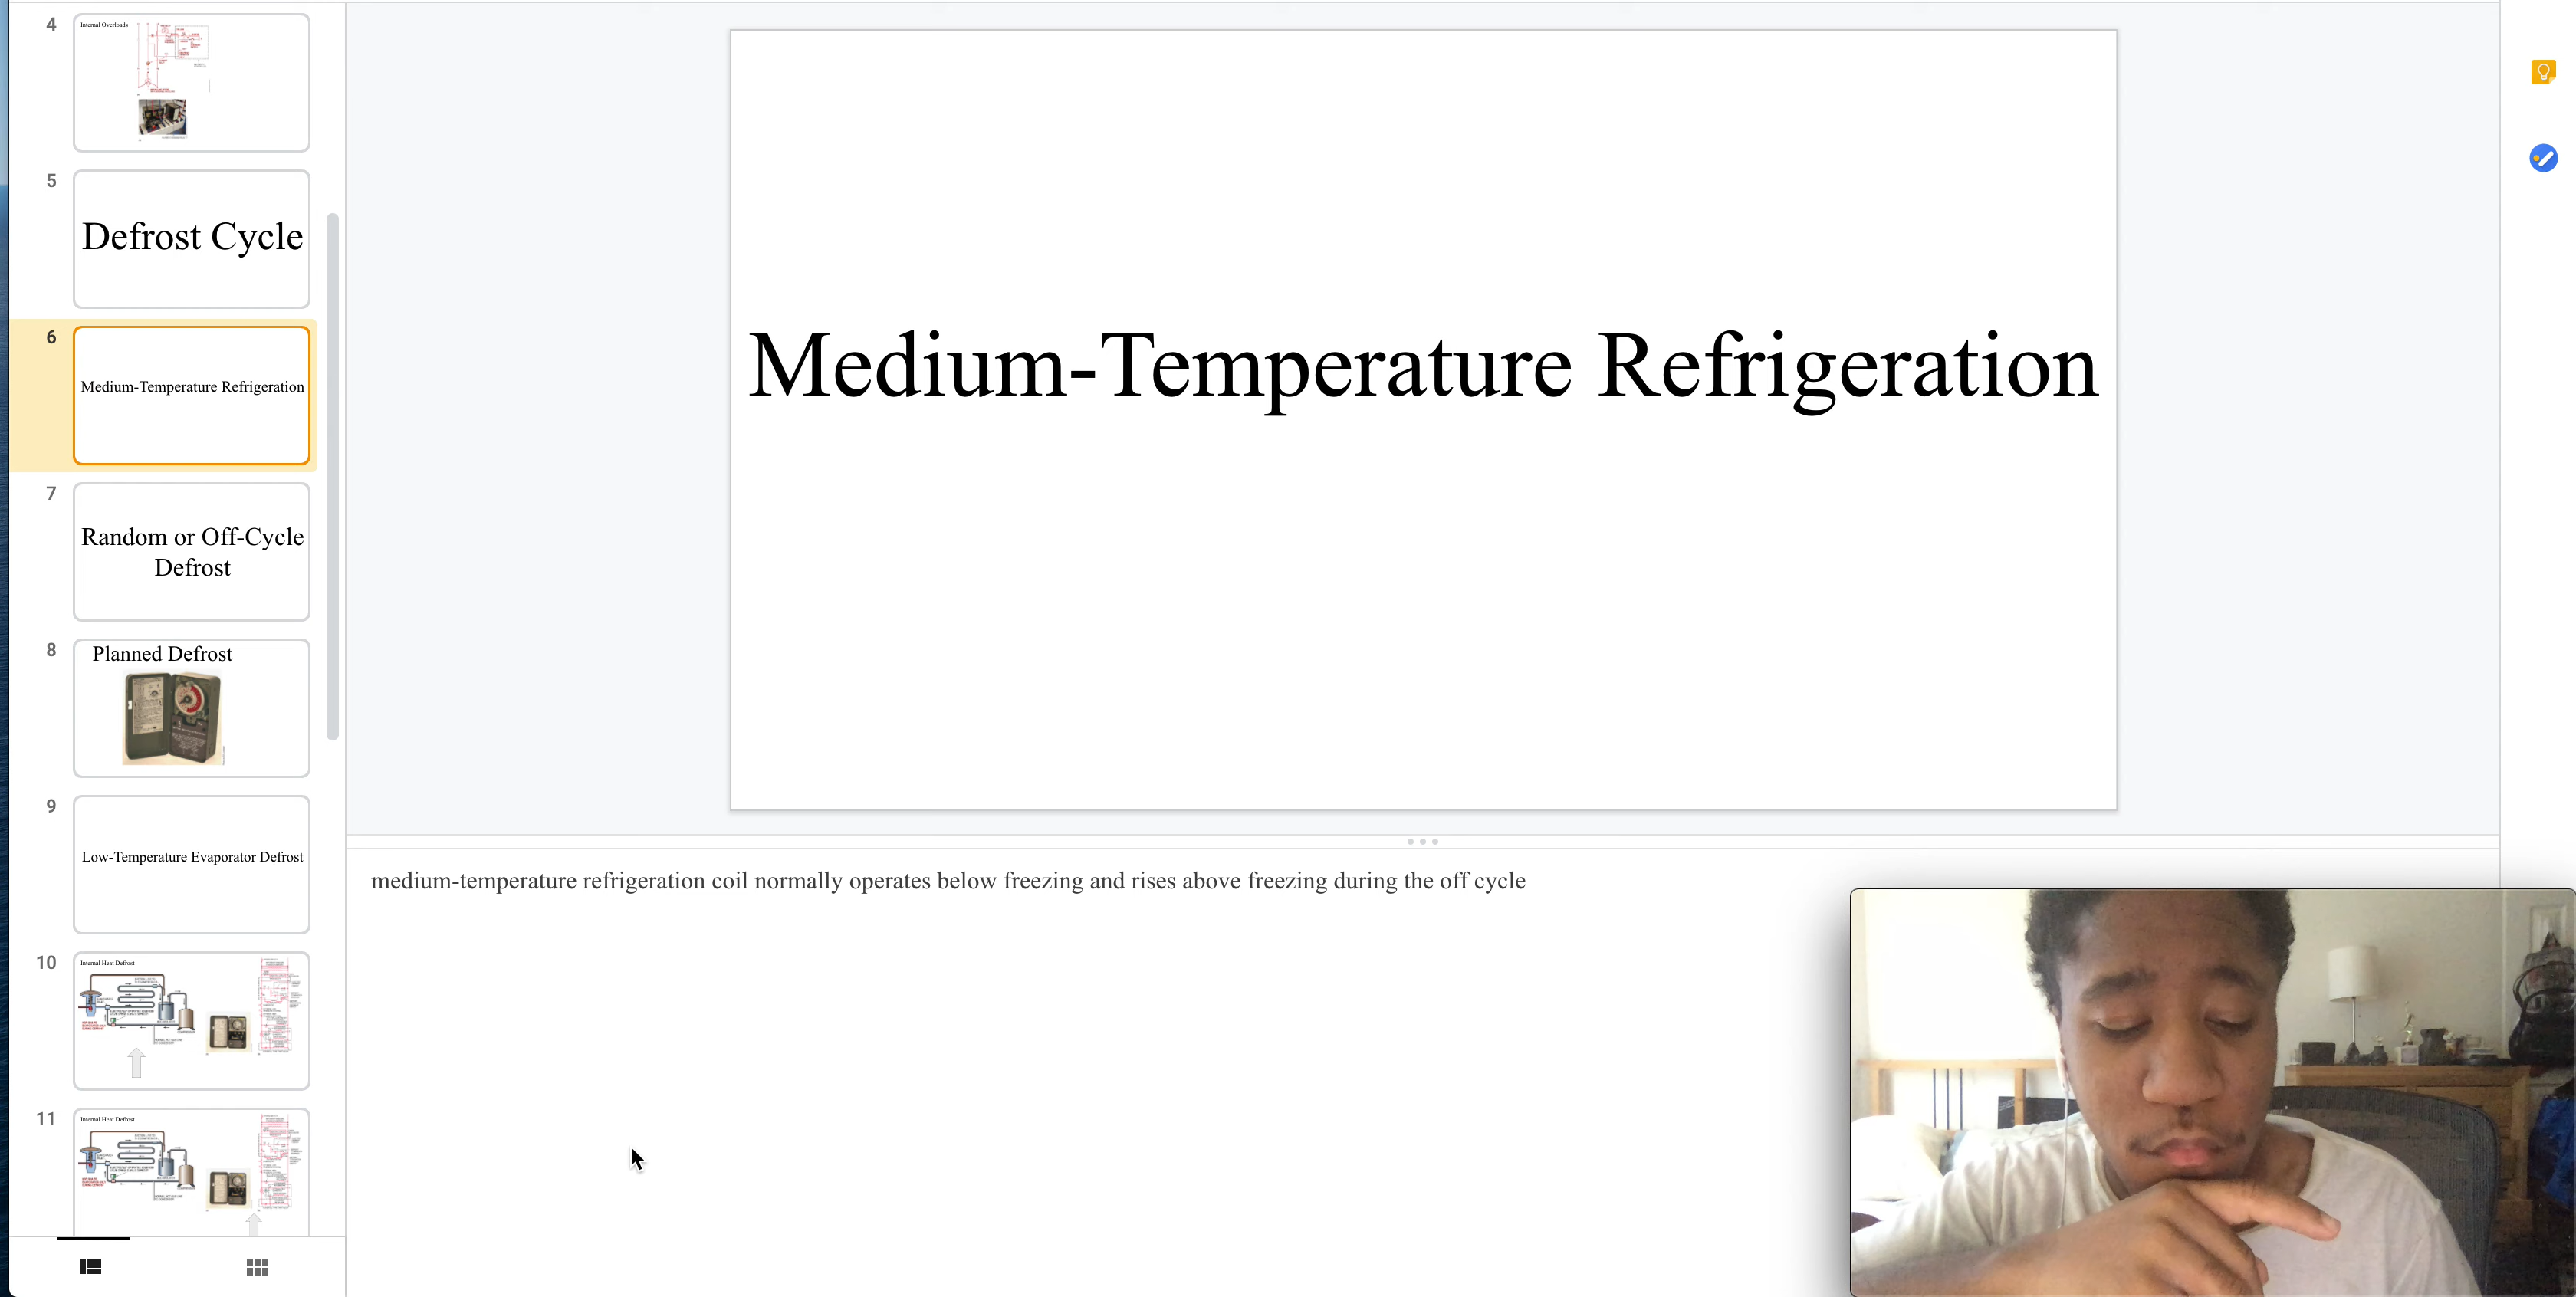 4
Internal Overloads
5
Defrost Cycle
6
Medium-Temperature Refrigeration
7
Random or Off-Cycle
Defrost
8
Planned Defrost
9
Low-Temperature Evaporator Defrost
10
Internal Heat Defrost
11
Internal Heat Defrost
Medium-Temperature Refrigeration
medium-temperature refrigeration coil normally operates below freezing and rises above freezing during the off cycle